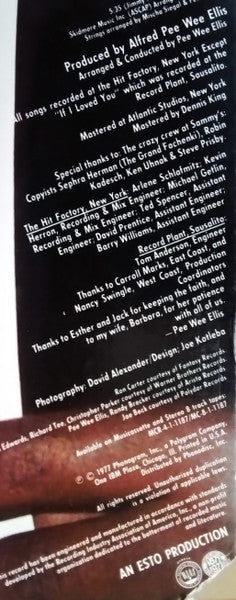 S:35 (Jimmy
Skidmore Music Inc (ASCAP)
Strings arranged by Mischa Siegal &
Produced by Alfred Pee Wee Ellis
Arranged & Conducted by Pee Wee Ellis
All songs recorded at the Hit Factory, New York Except
"If I Loved You" which was recorded at the
Record Plant, Sausalito
Mastered at Atlantic Studios, New York
Mastered by Dennis King
Special thanks to The crazy crew at Sammy's:
Copyists Sephra Herman (The Grand Fachenik), Robin
Kadesch, Ken Uhnak & Steve Prisby
The Hit Factory, New York: Arlene Schlolmitz: Kevin
Herron, Recording & Mix Engineer: Michael Getlin,
Recording & Mix Engineer: Ted Spencer, Assistant
Engineer: David Prentice, Assistant Engineer
Barry Williams, Assistant Engineer
Record Plant, Sausalito:
Tom Anderson, Engineer
Thanks to Carroll Marks, East Coast, and
Nancy Swingle, West Coast, Production
Coordinators
Thanks to Esther and Jack for keeping the faith, and
to my wife, Barbara, for her patience
with all of us.
—Pee Wee Ellis
Photography: David Alexander/Design: Joe Kotleba
Ron Carter courtesy of Fantasy Records
Edwards, Richard Tee, Christopher Parker courtesy of Warner Brothers Records
Pee Wee Ellis, Randy Brecker courtesy of Arista Records
Joe Beck courtesy of Polydor Records
Available on Musicassette and Stereo 8 track tapes:
MCR-4-1-1187/MC-8-1-1187
℗ © 1977 Phonogram, Inc., a Polygram Company,
One IBM Plaza, Chicago, Ill. Printed in U.S.A.
Distributed by Phonodisc, Inc.
All rights reserved. Unauthorized duplication
is a violation of applicable laws.
This record has been engineered and manufactured in accordance with standards
developed by the Recording Industry Association of America, Inc., a non-profit
organization dedicated to the betterment of recorded music
and literature.
AN ESTO PRODUCTION